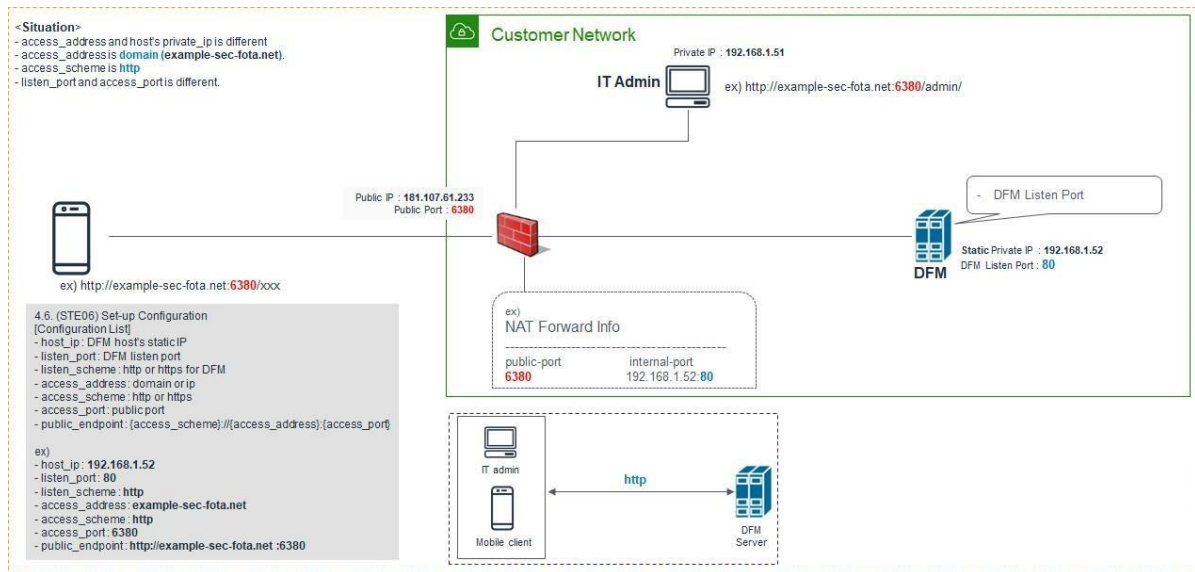 <Situation>
- access_address and host's private_ip is different
- access_address is domain (example-sec-fota.net).
- access_scheme is http
- listen_port and access_port is different.
Customer Network
Private IP : 192.168.1.51
IT Admin
ex) http://example-sec-fota.net:6380/admin/
Public IP : 181.107.61.233
Public Port : 6380
- DFM Listen Port
Static Private IP : 192.168.1.52
DFM Listen Port : 80
DFM
ex) http://example-sec-fota.net:6380/xxx
ex)
NAT Forward Info
public-port internal-port
6380 192.168.1.52:80
4.6. (STE06) Set-up Configuration
[Configuration List]
- host_ip : DFM host's static IP
- listen_port : DFM listen port
- listen_scheme : http or https for DFM
- access_address : domain or ip
- access_scheme : http or https
- access_port : public port
- public_endpoint : {access_scheme}://{access_address}:{access_port}
ex)
- host_ip : 192.168.1.52
- listen_port : 80
- listen_scheme : http
- access_address : example-sec-fota.net
- access_scheme : http
- access_port : 6380
- public_endpoint : http://example-sec-fota.net :6380
IT admin
http
Mobile client
DFM
Server